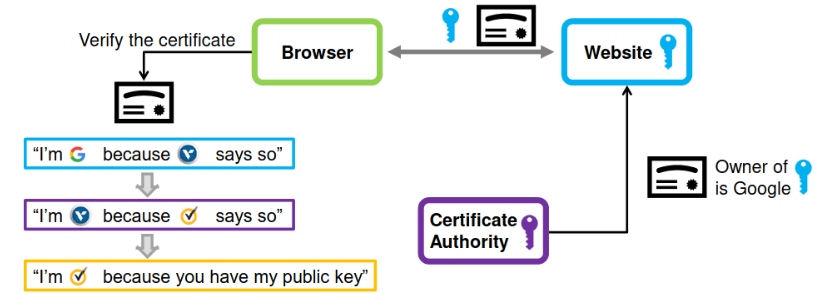 Verify the certificate
Browser
Website
"I'm G because says so"
"I'm because says so"
"I'm because you have my public key"
Certificate
Authority
Owner of
is Google